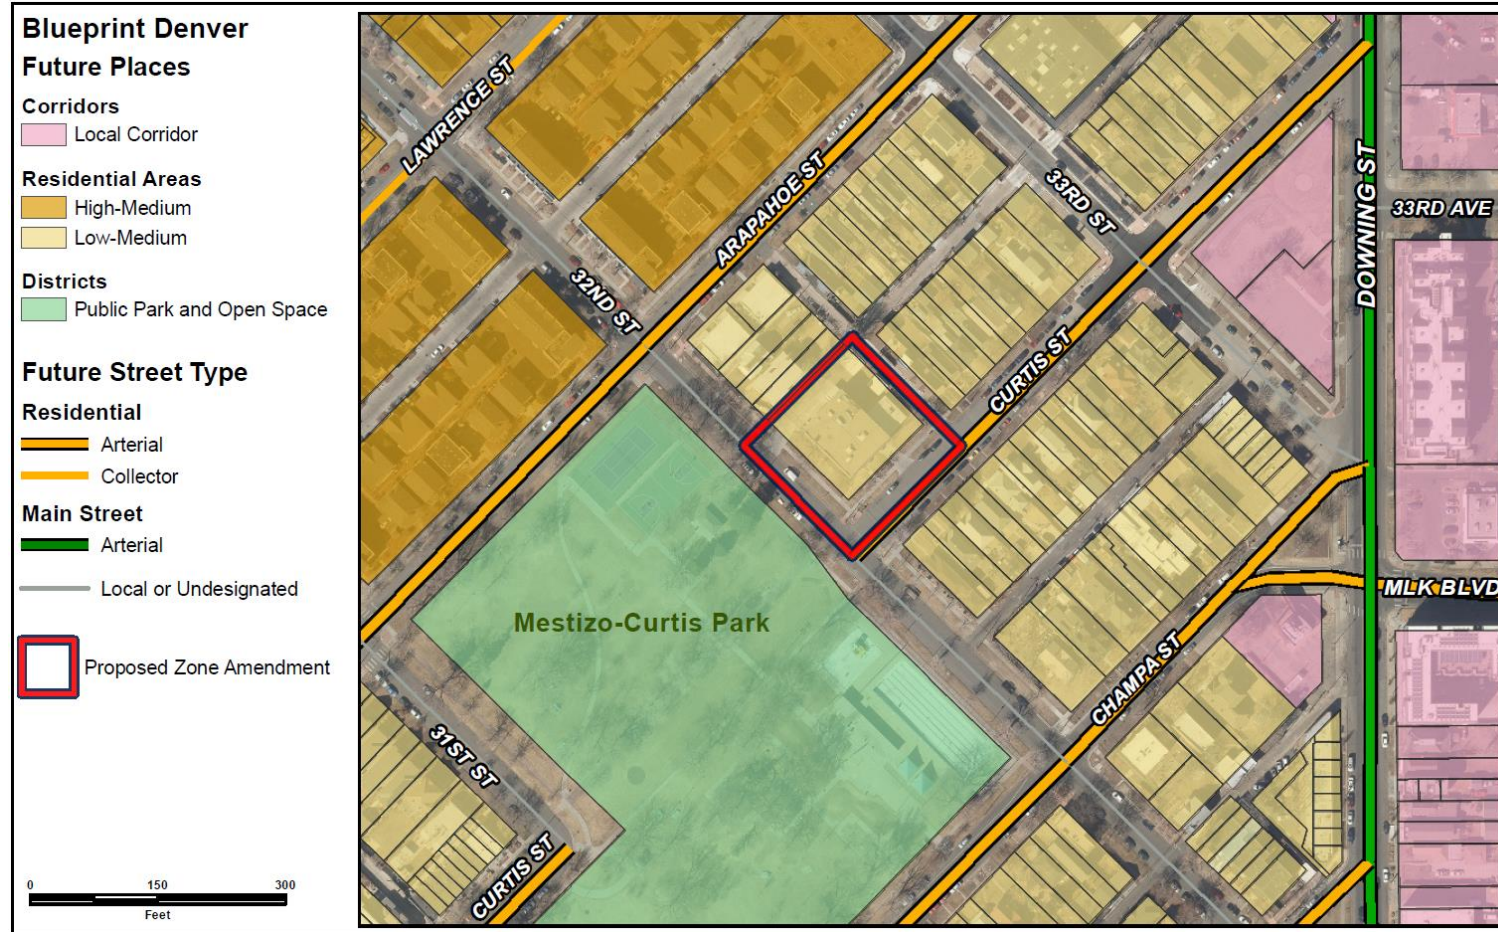 Blueprint Denver
Future Places
Corridors
Local Corridor
Residential Areas
High-Medium
Low-Medium
Districts
Public Park and Open Space
Future Street Type
Residential
Arterial
Collector
Main Street
Arterial
Local or Undesignated
Proposed Zone Amendment
0 150 300
Feet
LAWRENCE ST
ARAPAHOE ST
32ND ST
33RD ST
DOWNING ST
33RD AVE
CURTIS ST
Mestizo-Curtis Park
MLK BLVD
CHAMPA ST
31ST ST
CURTIS ST